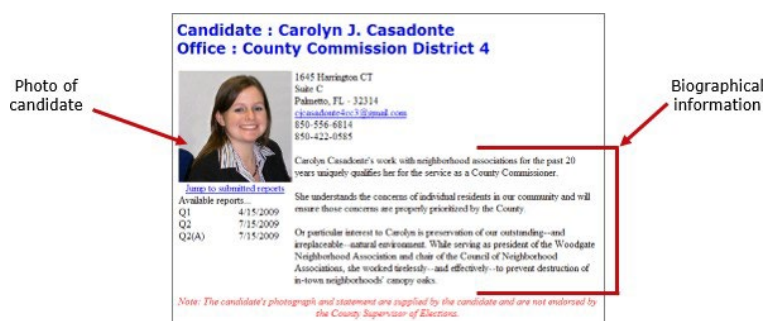 Candidate : Carolyn J. Casadonte
Office : County Commission District 4
Photo of
candidate
1645 Harrington CT
Suite C
Palmetto, FL - 32314
cjcasadonte4cc3@gmail.com
850-556-6814
850-422-0585
Biographical
information
Carolyn Casadonte's work with neighborhood associations for the past 20
years uniquely qualifies her for the service as a County Commissioner.
Jump to submitted reports
Available reports...
Q1 4/15/2009
Q2 7/15/2009
Q2(A) 7/15/2009
She understands the concerns of individual residents in our community and will
ensure those concerns are properly prioritized by the County.
Or particular interest to Carolyn is preservation of our outstanding--and
irreplaceable--natural environment. While serving as president of the Woodgate
Neighborhood Association and chair of the Council of Neighborhood
Associations, she worked tirelessly--and effectively--to prevent destruction of
in-town neighborhoods' canopy oaks.
Note: The candidate's photograph and statement are supplied by the candidate and are not endorsed by
the County Supervisor of Elections.